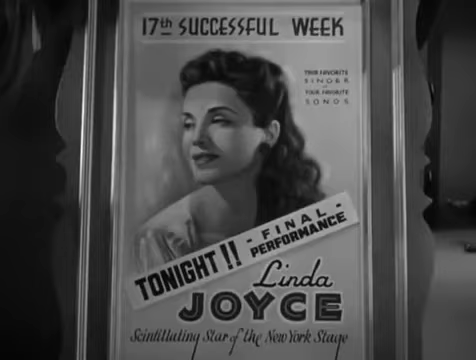 17th SUCCESSFUL WEEK
YOUR FAVORITE
SINGER
OF
YOUR FAVORITE
SONGS
- FINAL -
TONIGHT !! PERFORMANCE
Linda
JOYCE
Scintillating Star of the New York Stage